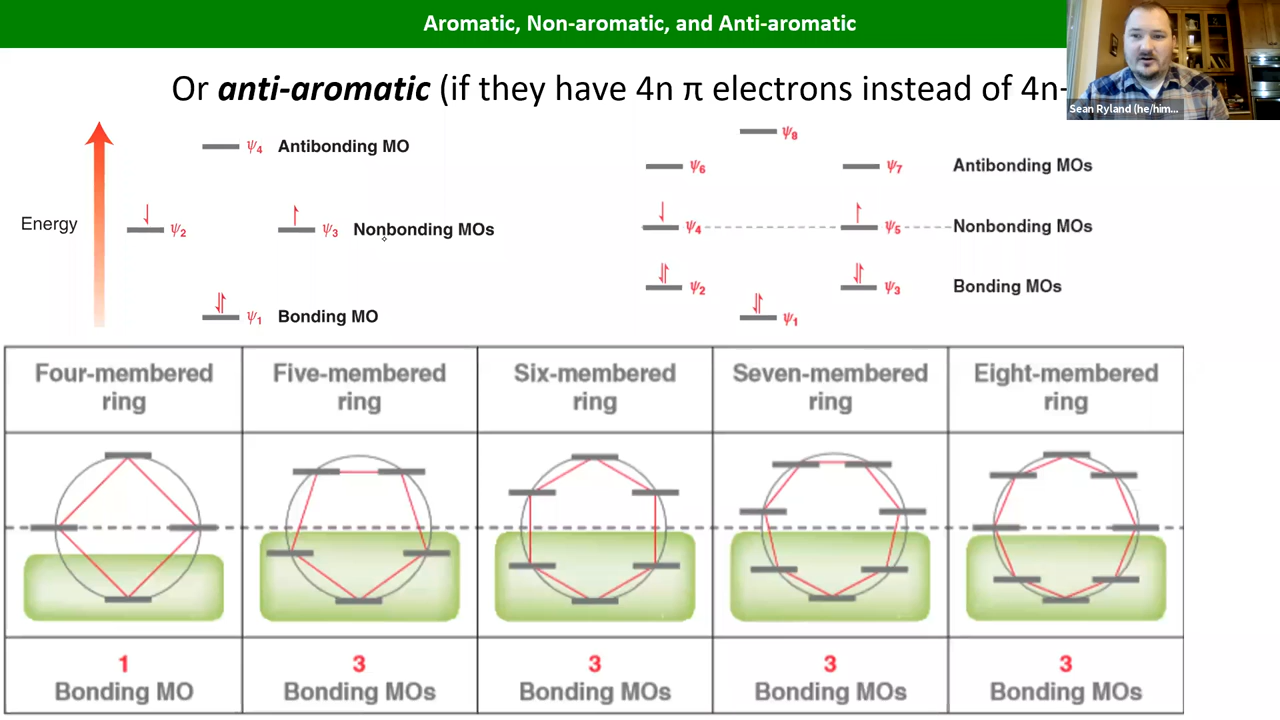 Aromatic, Non-aromatic, and Anti-aromatic
Or anti-aromatic (if they have 4n π electrons instead of 4n-
Sean Ryland (he/him...
Energy
ψ4 Antibonding MO
ψ2
ψ3 Nonbonding MOs
ψ1 Bonding MO
ψ8
ψ6
ψ7 Antibonding MOs
ψ4
ψ5 Nonbonding MOs
ψ2
ψ3 Bonding MOs
ψ1
Four-membered
ring
Five-membered
ring
Six-membered
ring
Seven-membered
ring
Eight-membered
ring
1
Bonding MO
3
Bonding MOs
3
Bonding MOs
3
Bonding MOs
3
Bonding MOs